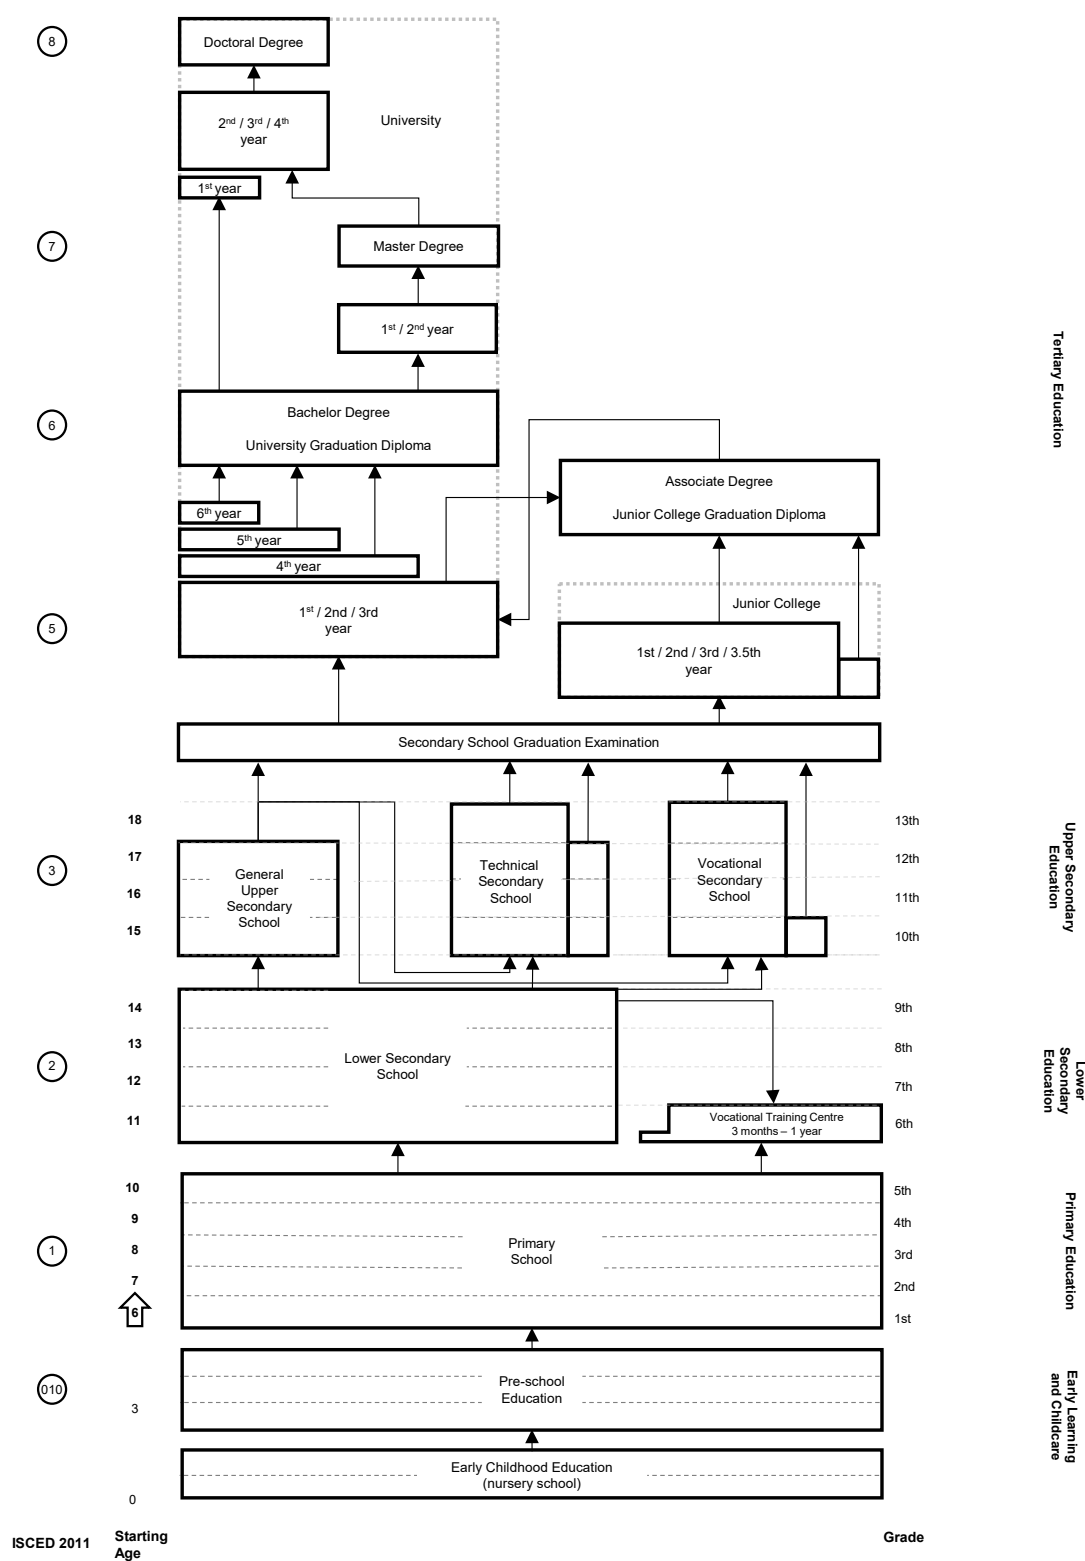 8
Doctoral Degree
2nd / 3rd / 4th
year
University
1st year
7
Master Degree
1st / 2nd year
Tertiary Education
6
Bachelor Degree
University Graduation Diploma
Associate Degree
Junior College Graduation Diploma
6th year
5th year
4th year
5
1st / 2nd / 3rd
year
Junior College
1st / 2nd / 3rd / 3.5th
year
Secondary School Graduation Examination
18
13th
17
12th
3
General
Upper
Secondary
School
Technical
Secondary
School
Vocational
Secondary
School
Upper Secondary
Education
16
11th
15
10th
14
9th
13
8th
2
Lower Secondary
School
Lower
Secondary
Education
12
7th
11
Vocational Training Centre
3 months – 1 year
6th
10
5th
9
4th
1
8
Primary
School
3rd
Primary Education
7
2nd
6
1st
010
Pre-school
Education
3
Early Learning
and Childcare
Early Childhood Education
(nursery school)
0
ISCED 2011
Starting
Age
Grade